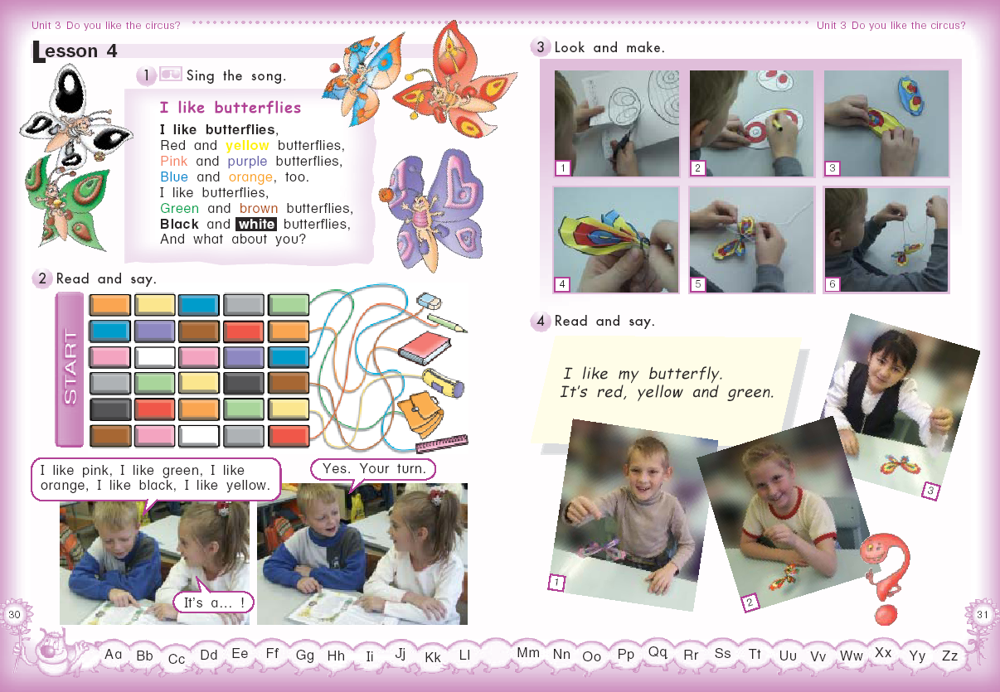 Unit 3 Do you like the circus?
Lesson 4
1 Sing the song.
I like butterflies
I like butterflies,
Red and yellow butterflies,
Pink and purple butterflies,
Blue and orange, too.
I like butterflies,
Green and brown butterflies,
Black and white butterflies,
And what about you?
2 Read and say.
START
I like pink, I like green, I like
orange, I like black, I like yellow.
Yes. Your turn.
It's a... !
30
Unit 3 Do you like the circus?
3 Look and make.
1
2
3
4
5
6
4 Read and say.
I like my butterfly.
It's red, yellow and green.
1
2
3
31
Aa Bb Cc Dd Ee Ff Gg Hh Ii Jj Kk Ll Mm Nn Oo Pp Qq Rr Ss Tt Uu Vv Ww Xx Yy Zz